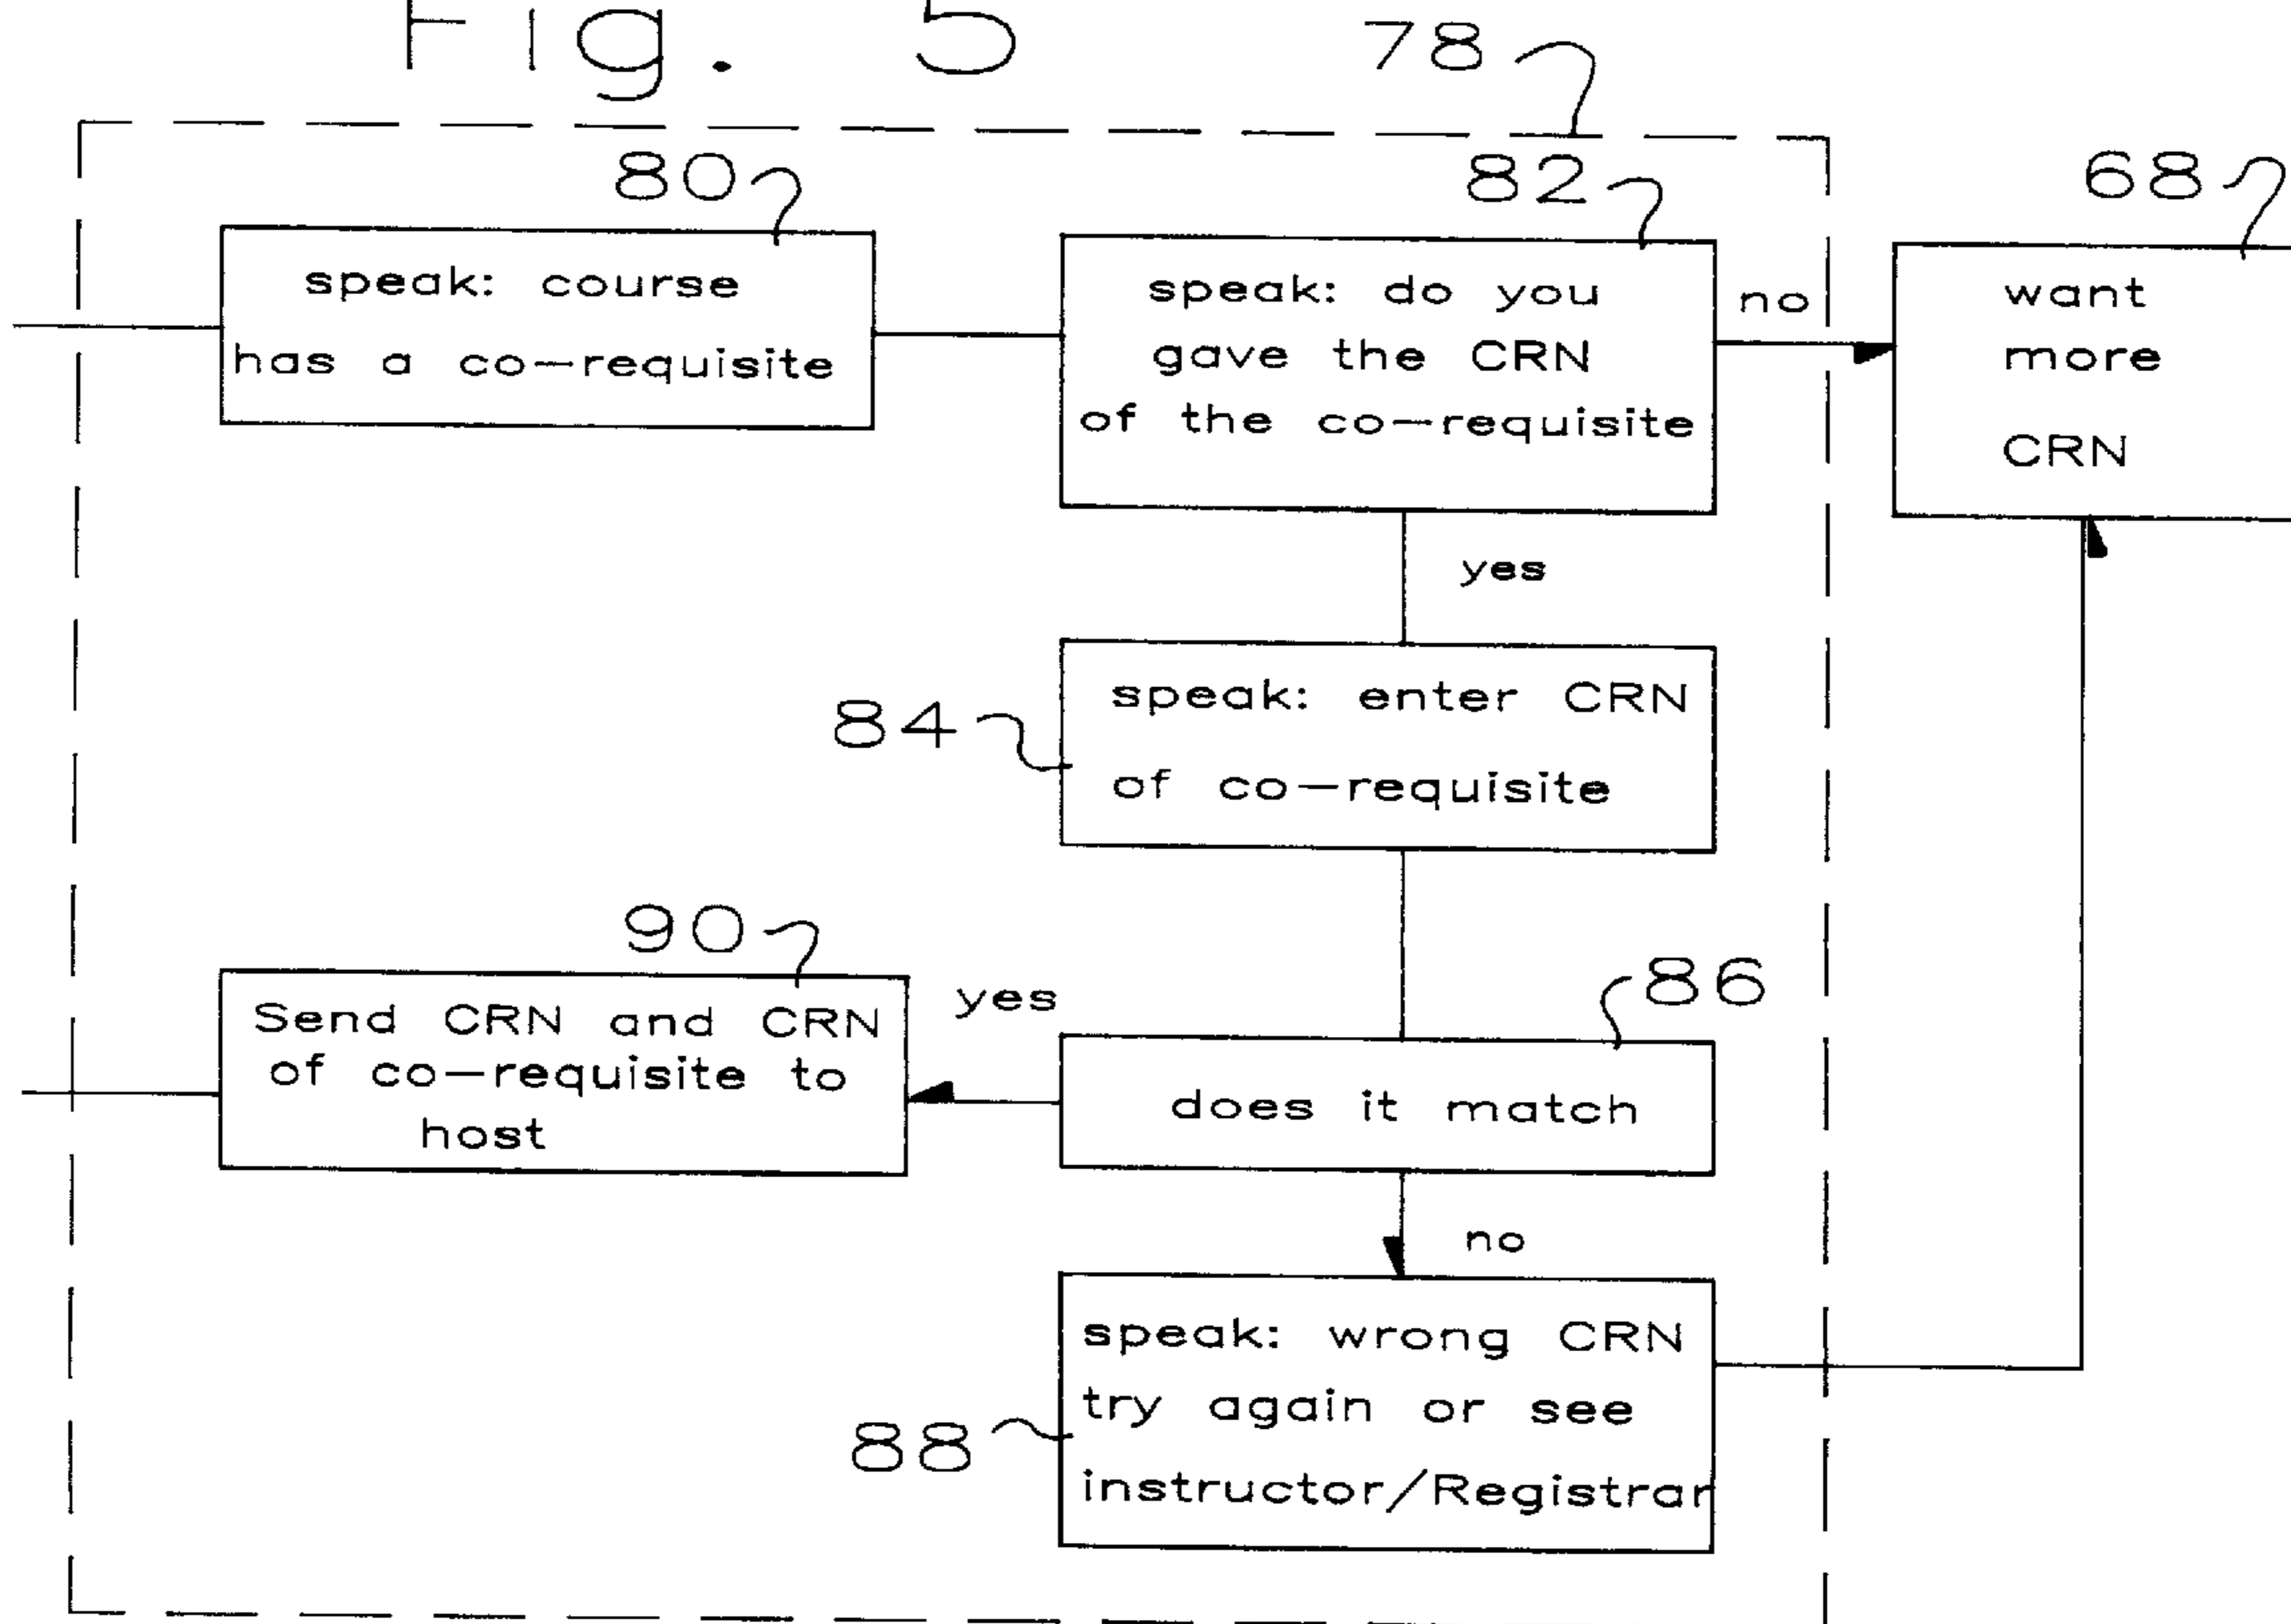 Fig. 5
78
80
82
68
speak: course
has a co-requisite
speak: do you
gave the CRN
of the co-requisite
no
want
more
CRN
yes
84
speak: enter CRN
of co-requisite
90
86
Send CRN and CRN
of co-requisite to
host
yes
does it match
no
88
speak: wrong CRN
try again or see
instructor/Registrar